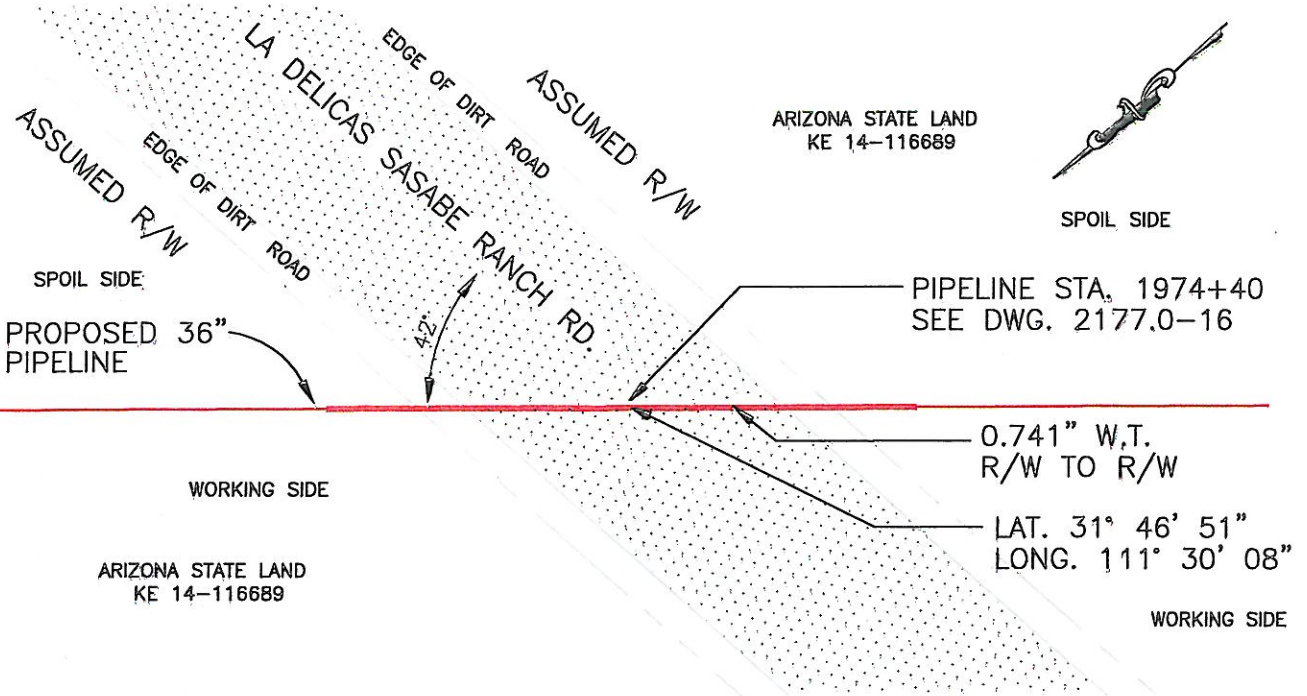 EDGE OF DIRT ROAD
LA DELICAS SASABE RANCH RD.
ASSUMED R/W
ARIZONA STATE LAND
KE 14-116689
ASSUMED R/W
EDGE OF DIRT ROAD
SPOIL SIDE
SPOIL SIDE
PROPOSED 36"
PIPELINE
42°
PIPELINE STA. 1974+40
SEE DWG. 2177.0-16
0.741" W.T.
R/W TO R/W
WORKING SIDE
LAT. 31° 46' 51"
LONG. 111° 30' 08"
ARIZONA STATE LAND
KE 14-116689
WORKING SIDE